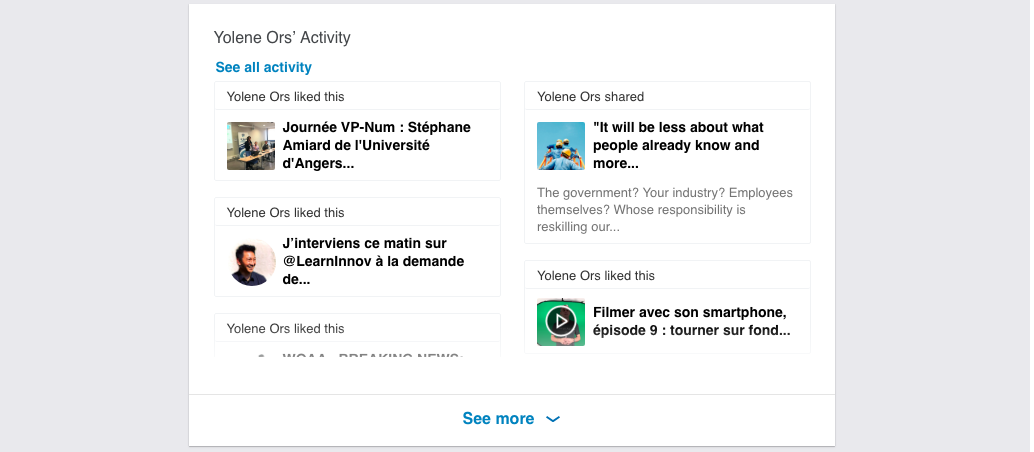 Yolene Ors’ Activity
See all activity
Yolene Ors liked this
Journée VP-Num : Stéphane
Amiard de l'Université
d'Angers...
Yolene Ors liked this
J’interviens ce matin sur
@LearnInnov à la demande
de...
Yolene Ors liked this
BREAKING NEWS:
Yolene Ors shared
"It will be less about what
people already know and
more...
The government? Your industry? Employees
themselves? Whose responsibility is
reskilling our...
Yolene Ors liked this
Filmer avec son smartphone,
épisode 9 : tourner sur fond...
See more